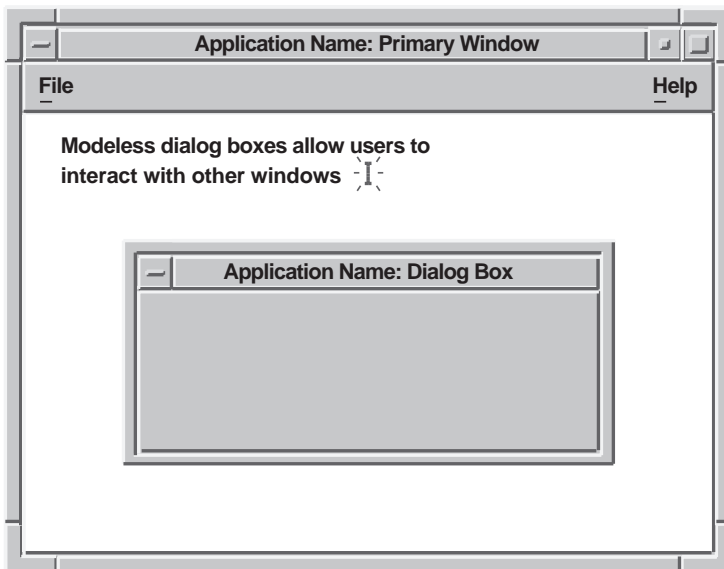 Application Name: Primary Window
File Help
Modeless dialog boxes allow users to
interact with other windows
Application Name: Dialog Box